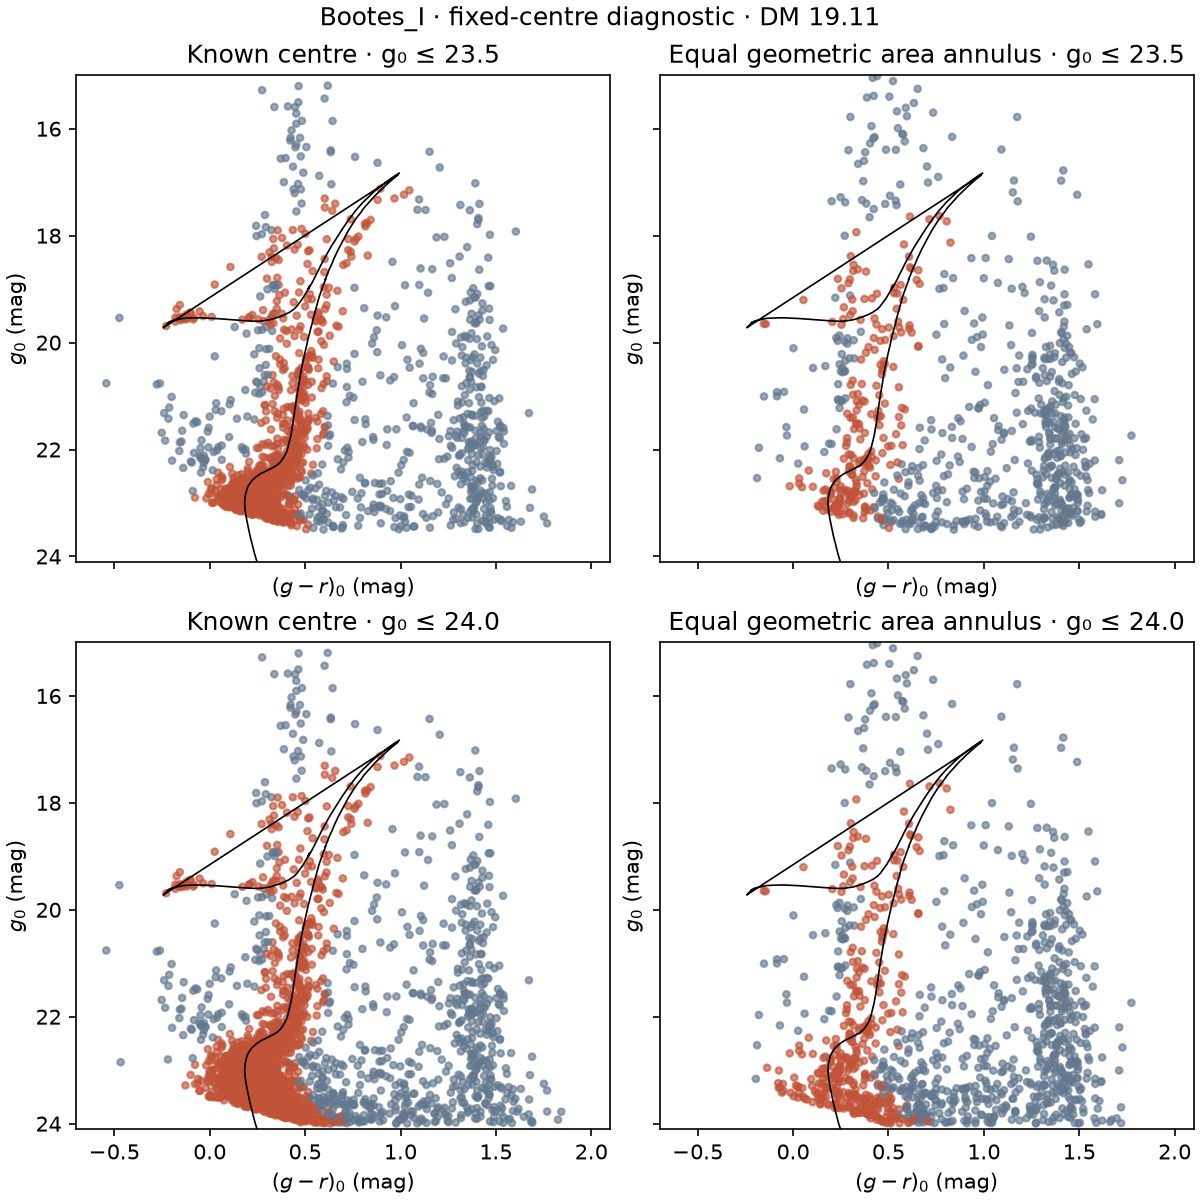 Bootes_I · fixed-centre diagnostic · DM 19.11
Known centre · g₀ ≤ 23.5
Equal geometric area annulus · g₀ ≤ 23.5
16
18
20
22
24
g₀ (mag)
g₀ (mag)
(g − r)₀ (mag)
(g − r)₀ (mag)
Known centre · g₀ ≤ 24.0
Equal geometric area annulus · g₀ ≤ 24.0
16
18
20
22
24
g₀ (mag)
g₀ (mag)
−0.5 0.0 0.5 1.0 1.5 2.0
−0.5 0.0 0.5 1.0 1.5 2.0
(g − r)₀ (mag)
(g − r)₀ (mag)